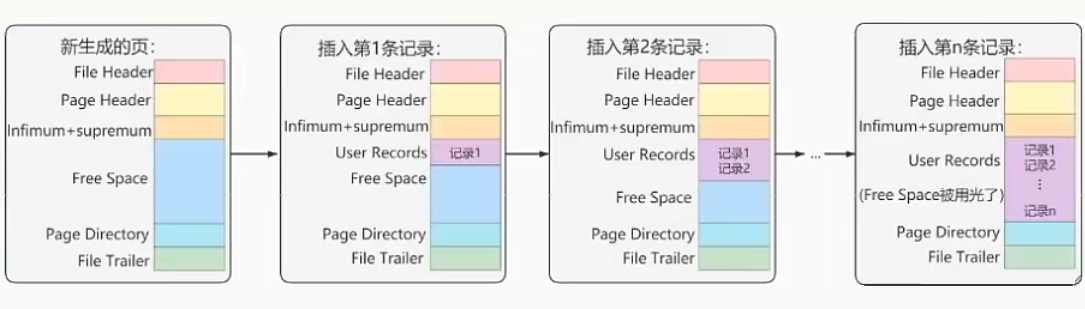 新生成的页：
File Header
Page Header
Infimum+supremum
Free Space
Page Directory
File Trailer
插入第1条记录：
File Header
Page Header
Infimum+supremum
User Records
记录1
Free Space
Page Directory
File Trailer
插入第2条记录：
File Header
Page Header
Infimum+supremum
User Records
记录1
记录2
Free Space
Page Directory
File Trailer
...
插入第n条记录：
File Header
Page Header
Infimum+supremum
User Records
(Free Space被用光了)
记录1
记录2
⋮
记录n
Page Directory
File Trailer